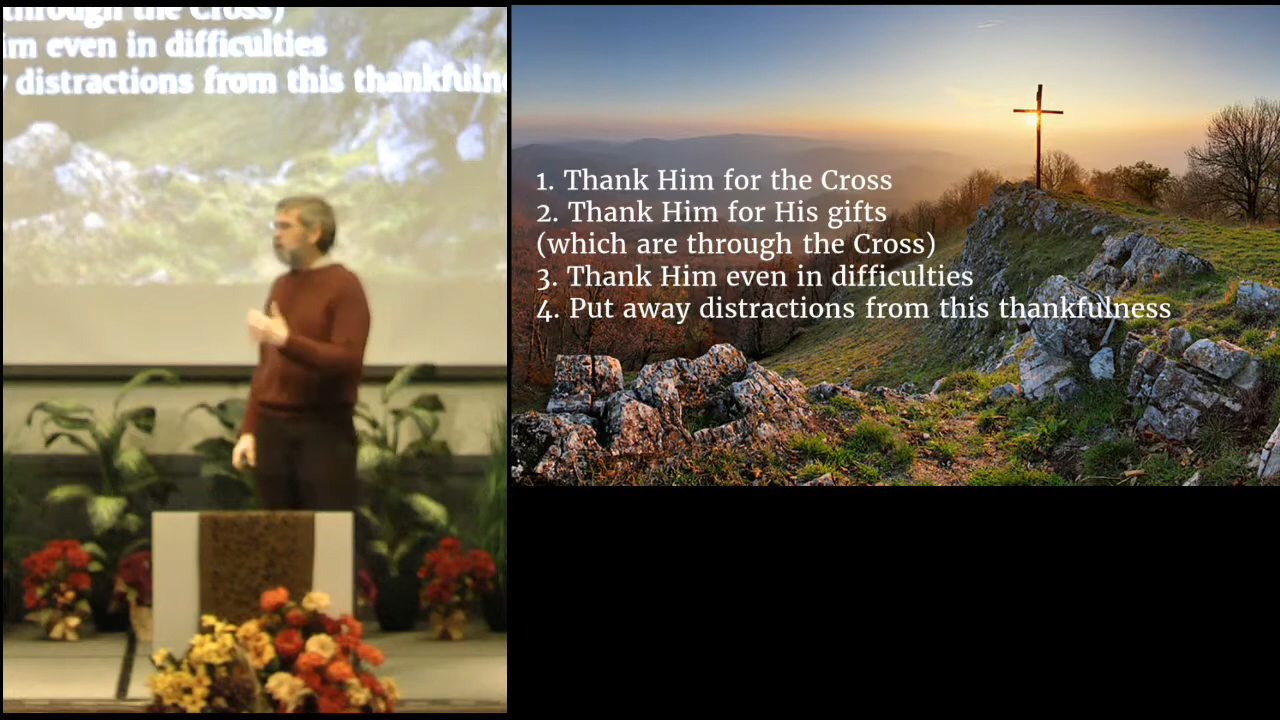 through the Cross)
im even in difficulties
distractions from this thankfuln
1. Thank Him for the Cross
2. Thank Him for His gifts
(which are through the Cross)
3. Thank Him even in difficulties
4. Put away distractions from this thankfulness